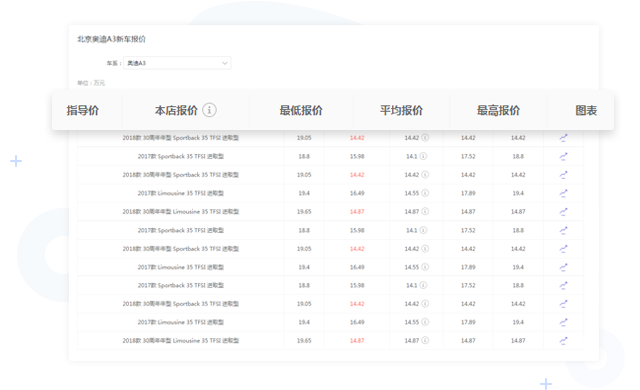 北京奥迪A3新车报价
车系： 奥迪A3
单位：万元
指导价 本店报价 最低报价 平均报价 最高报价 图表
2018款 30周年年型 Sportback 35 TFSI 进取型 19.05 14.42 14.42 14.42 14.42
2017款 Sportback 35 TFSI 进取型 18.8 15.98 14.1 17.52 18.8
2018款 30周年年型 Sportback 35 TFSI 进取型 19.05 14.42 14.42 14.42 14.42
2017款 Limousine 35 TFSI 进取型 19.4 16.49 14.55 17.89 19.4
2018款 30周年年型 Limousine 35 TFSI 进取型 19.65 14.87 14.87 14.87 14.87
2017款 Sportback 35 TFSI 进取型 18.8 15.98 14.1 17.52 18.8
2018款 30周年年型 Sportback 35 TFSI 进取型 19.05 14.42 14.42 14.42 14.42
2017款 Limousine 35 TFSI 进取型 19.4 16.49 14.55 17.89 19.4
2017款 Sportback 35 TFSI 进取型 18.8 15.98 14.1 17.52 18.8
2018款 30周年年型 Sportback 35 TFSI 进取型 19.05 14.42 14.42 14.42 14.42
2017款 Limousine 35 TFSI 进取型 19.4 16.49 14.55 17.89 19.4
2018款 30周年年型 Limousine 35 TFSI 进取型 19.65 14.87 14.87 14.87 14.87